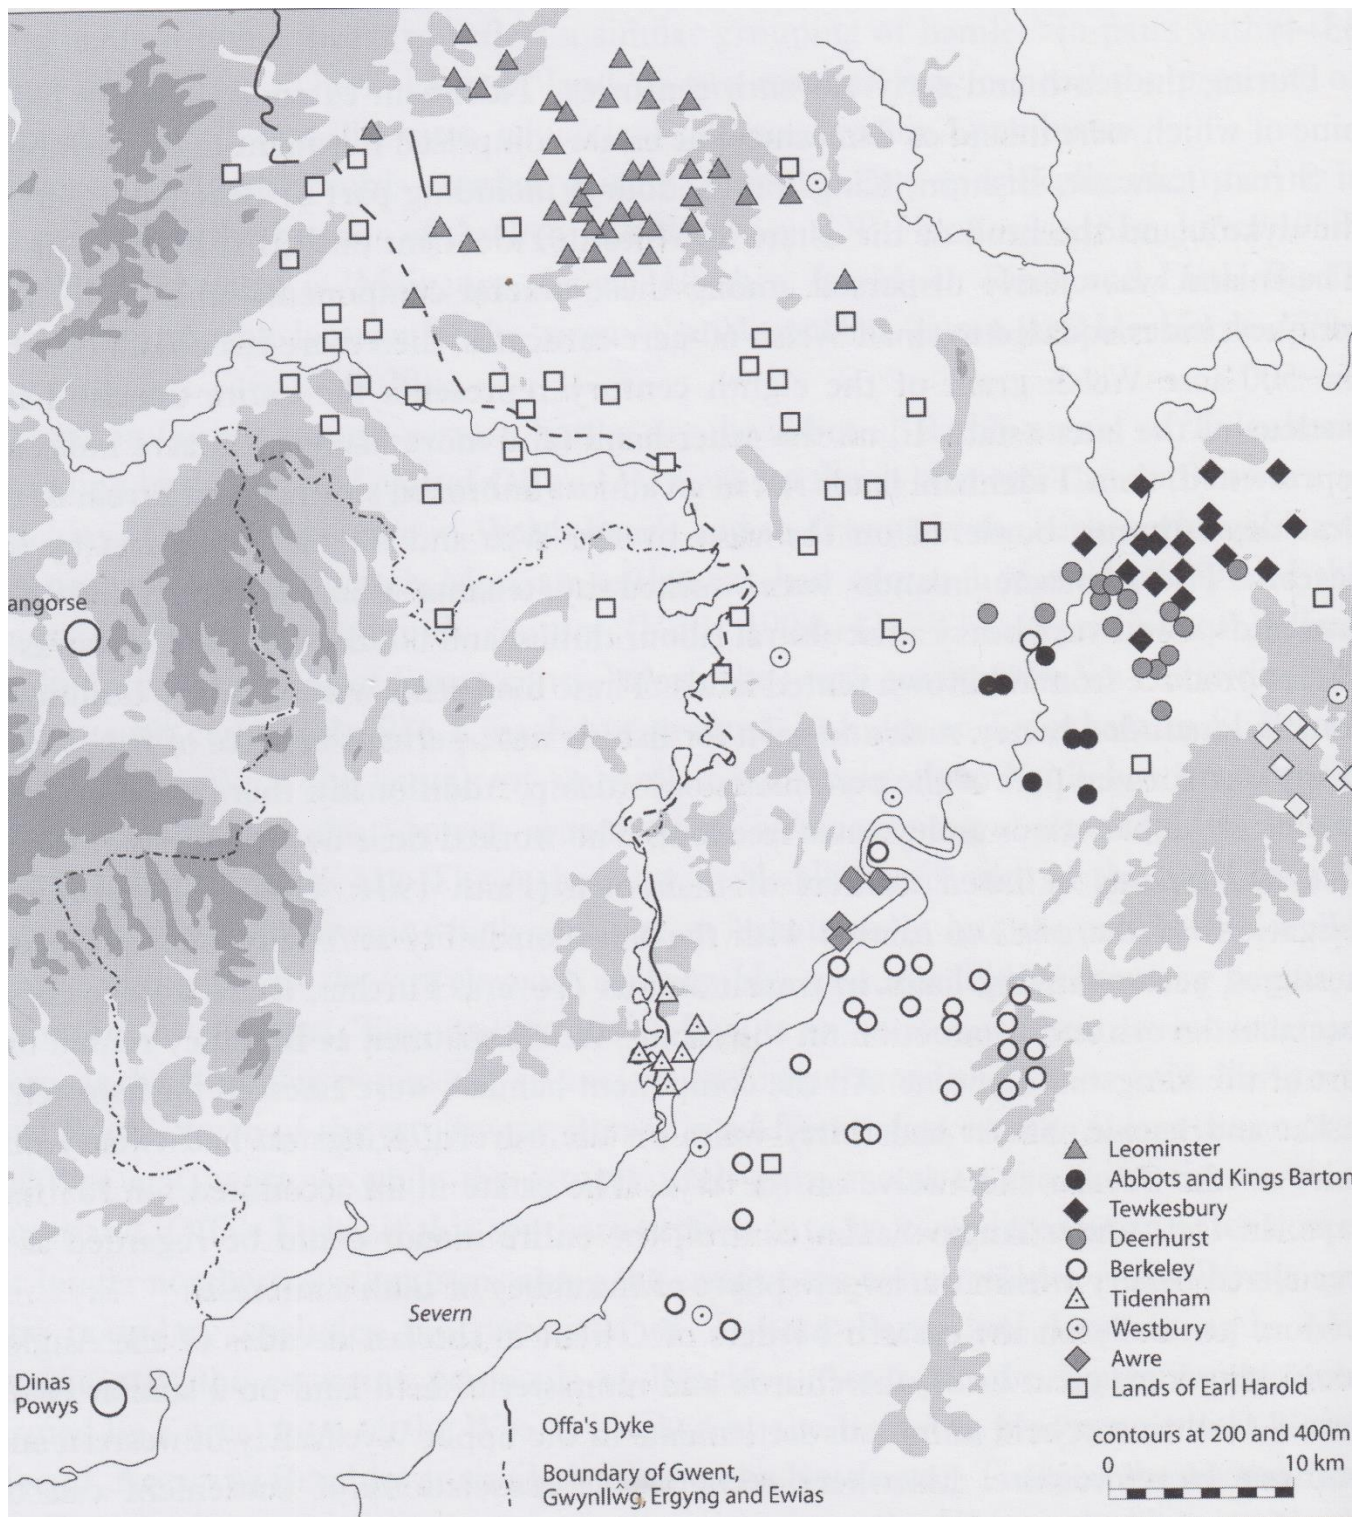 angorse
Dinas
Powys
Severn
Offa's Dyke
Boundary of Gwent,
Gwynllwg, Ergyng and Ewias
Leominster
Abbots and Kings Barton
Tewkesbury
Deerhurst
Berkeley
Tidenham
Westbury
Awre
Lands of Earl Harold
contours at 200 and 400m
0 10 km